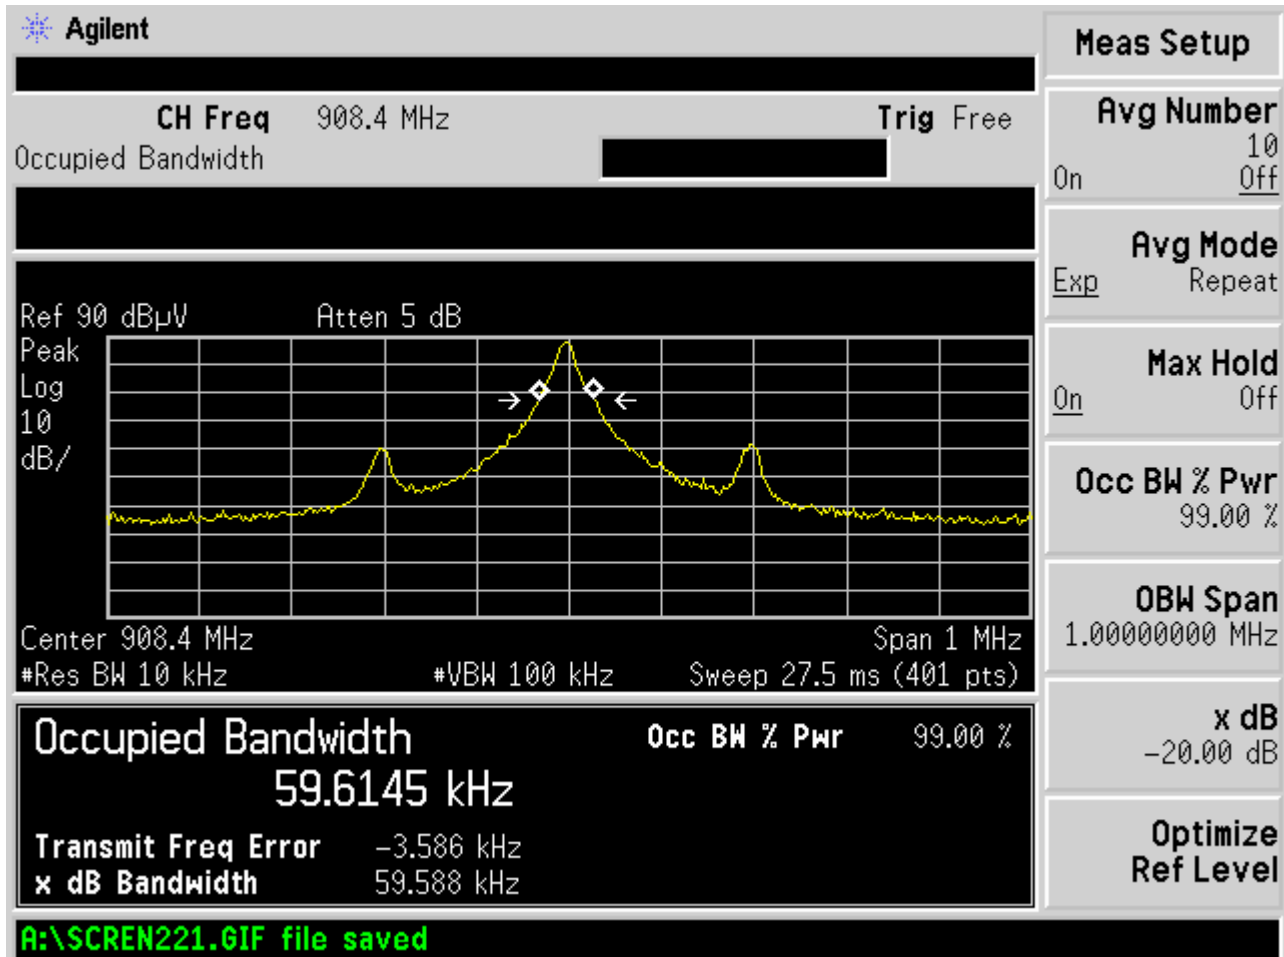 Agilent
CH Freq 908.4 MHz Trig Free
Occupied Bandwidth
Ref 90 dBµV Atten 5 dB
Peak
Log
10
dB/
Center 908.4 MHz Span 1 MHz
#Res BW 10 kHz #VBW 100 kHz Sweep 27.5 ms (401 pts)
Occupied Bandwidth Occ BW % Pwr 99.00 %
59.6145 kHz
Transmit Freq Error -3.586 kHz
x dB Bandwidth 59.588 kHz
A:\SCREN221.GIF file saved
Meas Setup
Avg Number
10
On Off
Avg Mode
Exp Repeat
Max Hold
On Off
Occ BW % Pwr
99.00 %
OBW Span
1.00000000 MHz
x dB
-20.00 dB
Optimize
Ref Level